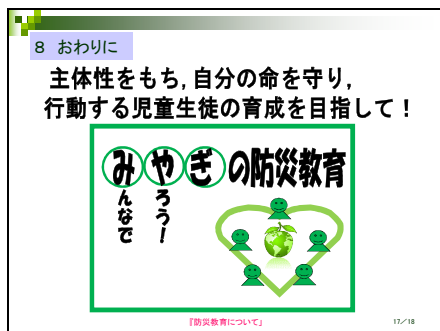 8 おわりに
主体性をもち,自分の命を守り,
行動する児童生徒の育成を目指して！
みやぎの防災教育
んなで
ろう！
『防災教育について』
17／18